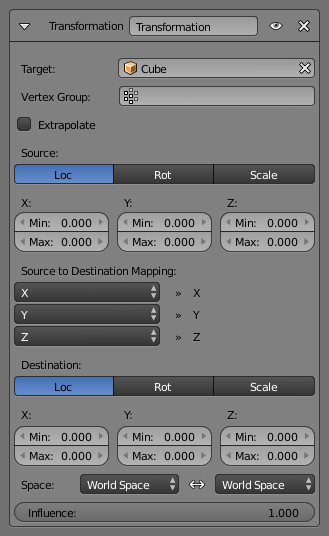 Transformation Transformation
Target: Cube
Vertex Group:
Extrapolate
Source:
Loc Rot Scale
X: Y: Z:
Min: 0.000 Min: 0.000 Min: 0.000
Max: 0.000 Max: 0.000 Max: 0.000
Source to Destination Mapping:
X » X
Y » Y
Z » Z
Destination:
Loc Rot Scale
X: Y: Z:
Min: 0.000 Min: 0.000 Min: 0.000
Max: 0.000 Max: 0.000 Max: 0.000
Space: World Space World Space
Influence: 1.000